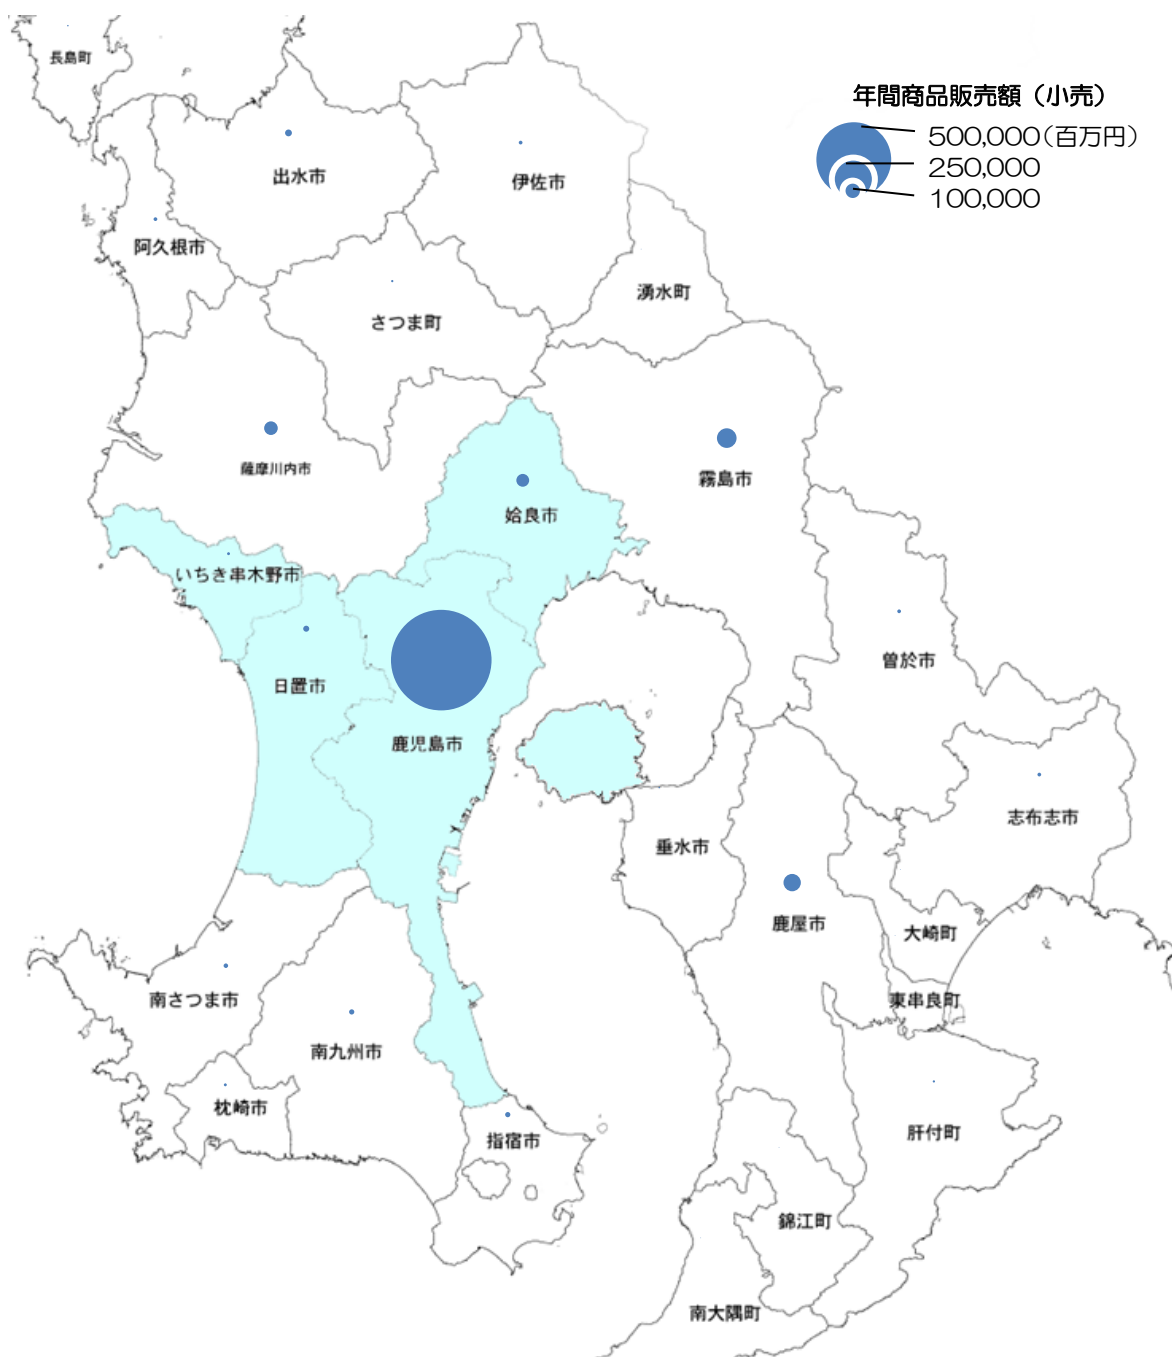 長島町
年間商品販売額（小売）
500,000（百万円）
250,000
100,000
出水市
伊佐市
阿久根市
湧水町
さつま町
薩摩川内市
霧島市
姶良市
いちき串木野市
曽於市
日置市
鹿児島市
志布志市
垂水市
鹿屋市
大崎町
南さつま市
東串良町
南九州市
枕崎市
指宿市
肝付町
錦江町
南大隅町